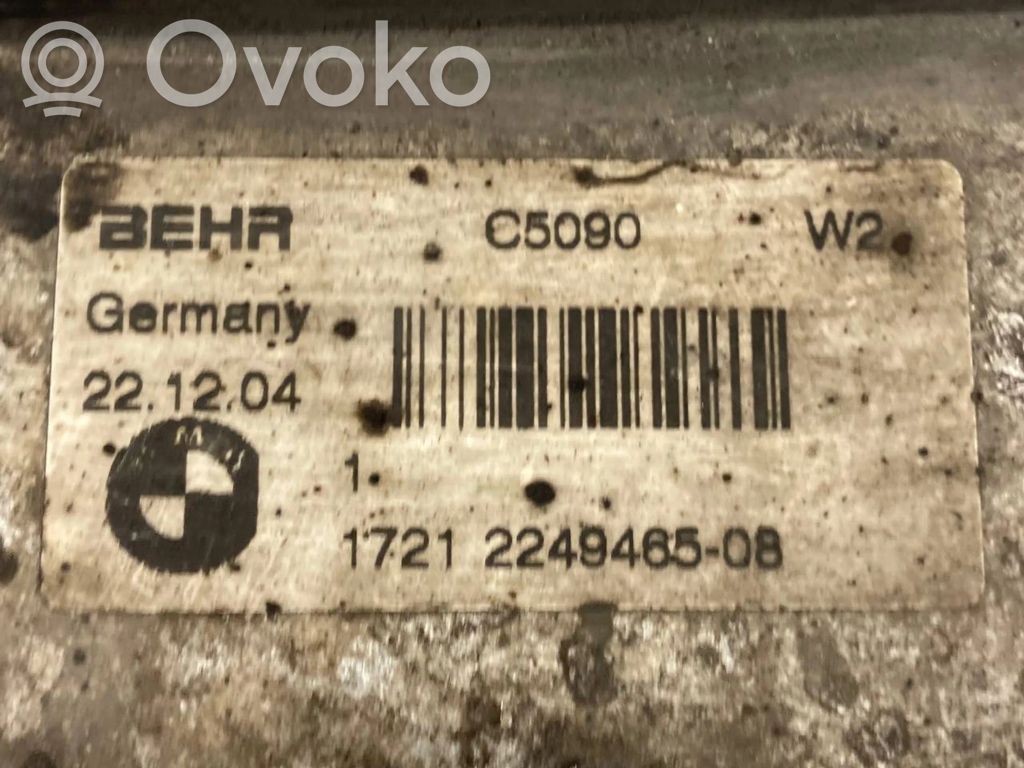 Ovoko
BEHR C5090 W2
Germany
22.12.04
1
1721 2249465-08